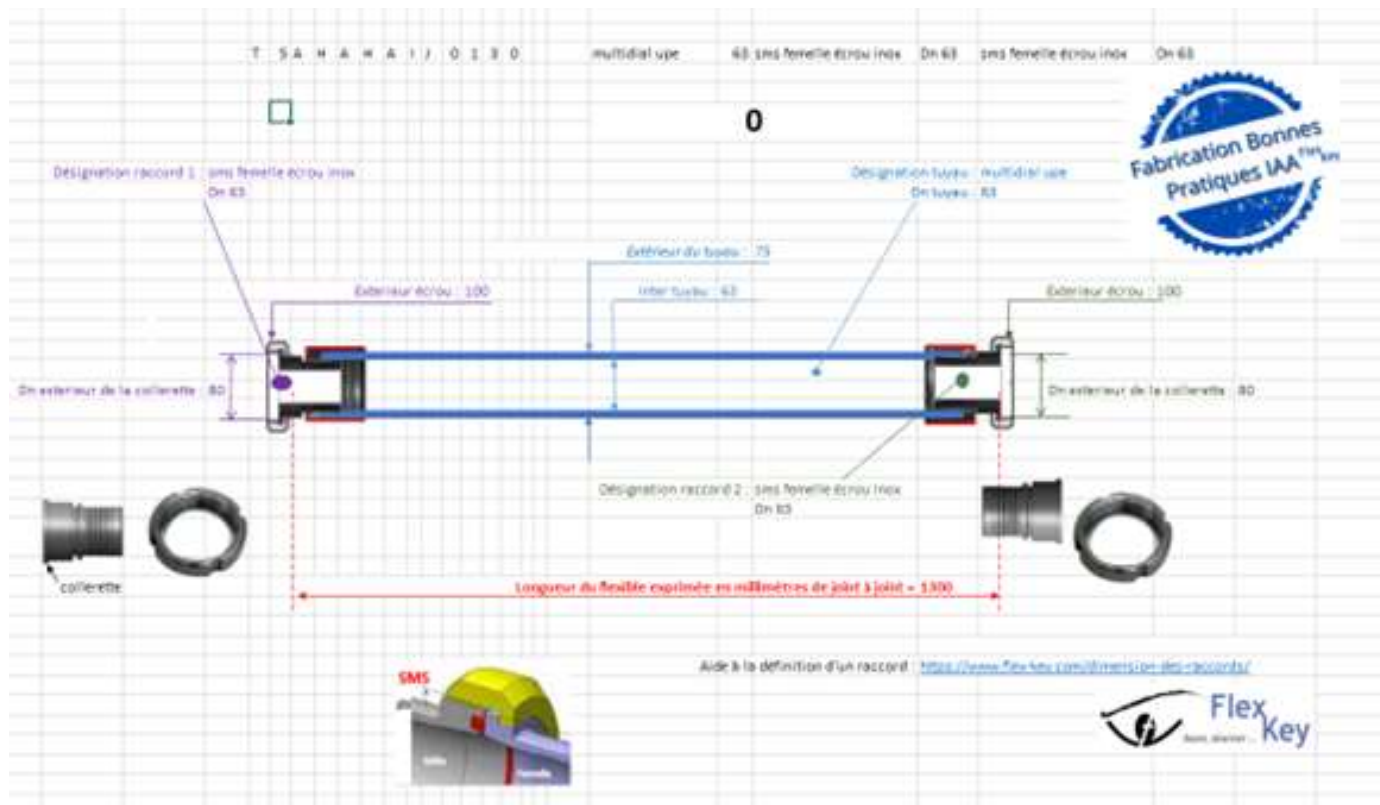 T S A H A H A I J 0 1 3 0 multidial upe 63 sms femelle écrou inox Dn 63 sms femelle écrou inox Dn 63
0
Fabrication Bonnes
Pratiques IAA Flex Key
Désignation raccord 1 : sms femelle écrou inox
Dn 63
Désignation tuyau : multidial upe
Dn tuyau : 63
Extérieur du tuyau : 75
Exterieur écrou : 100
Inter tuyau : 63
Exterieur écrou : 100
Dn exterieur de la collerette : 80
Dn exterieur de la collerette : 80
Désignation raccord 2 : sms femelle écrou inox
Dn 63
collerette
Longueur du flexible exprimée en millimètres de joint à joint = 1300
Aide à la définition d'un raccord : https://www.flex-key.com/dimension-des-raccords/
SMS
femelle
Flex
Key